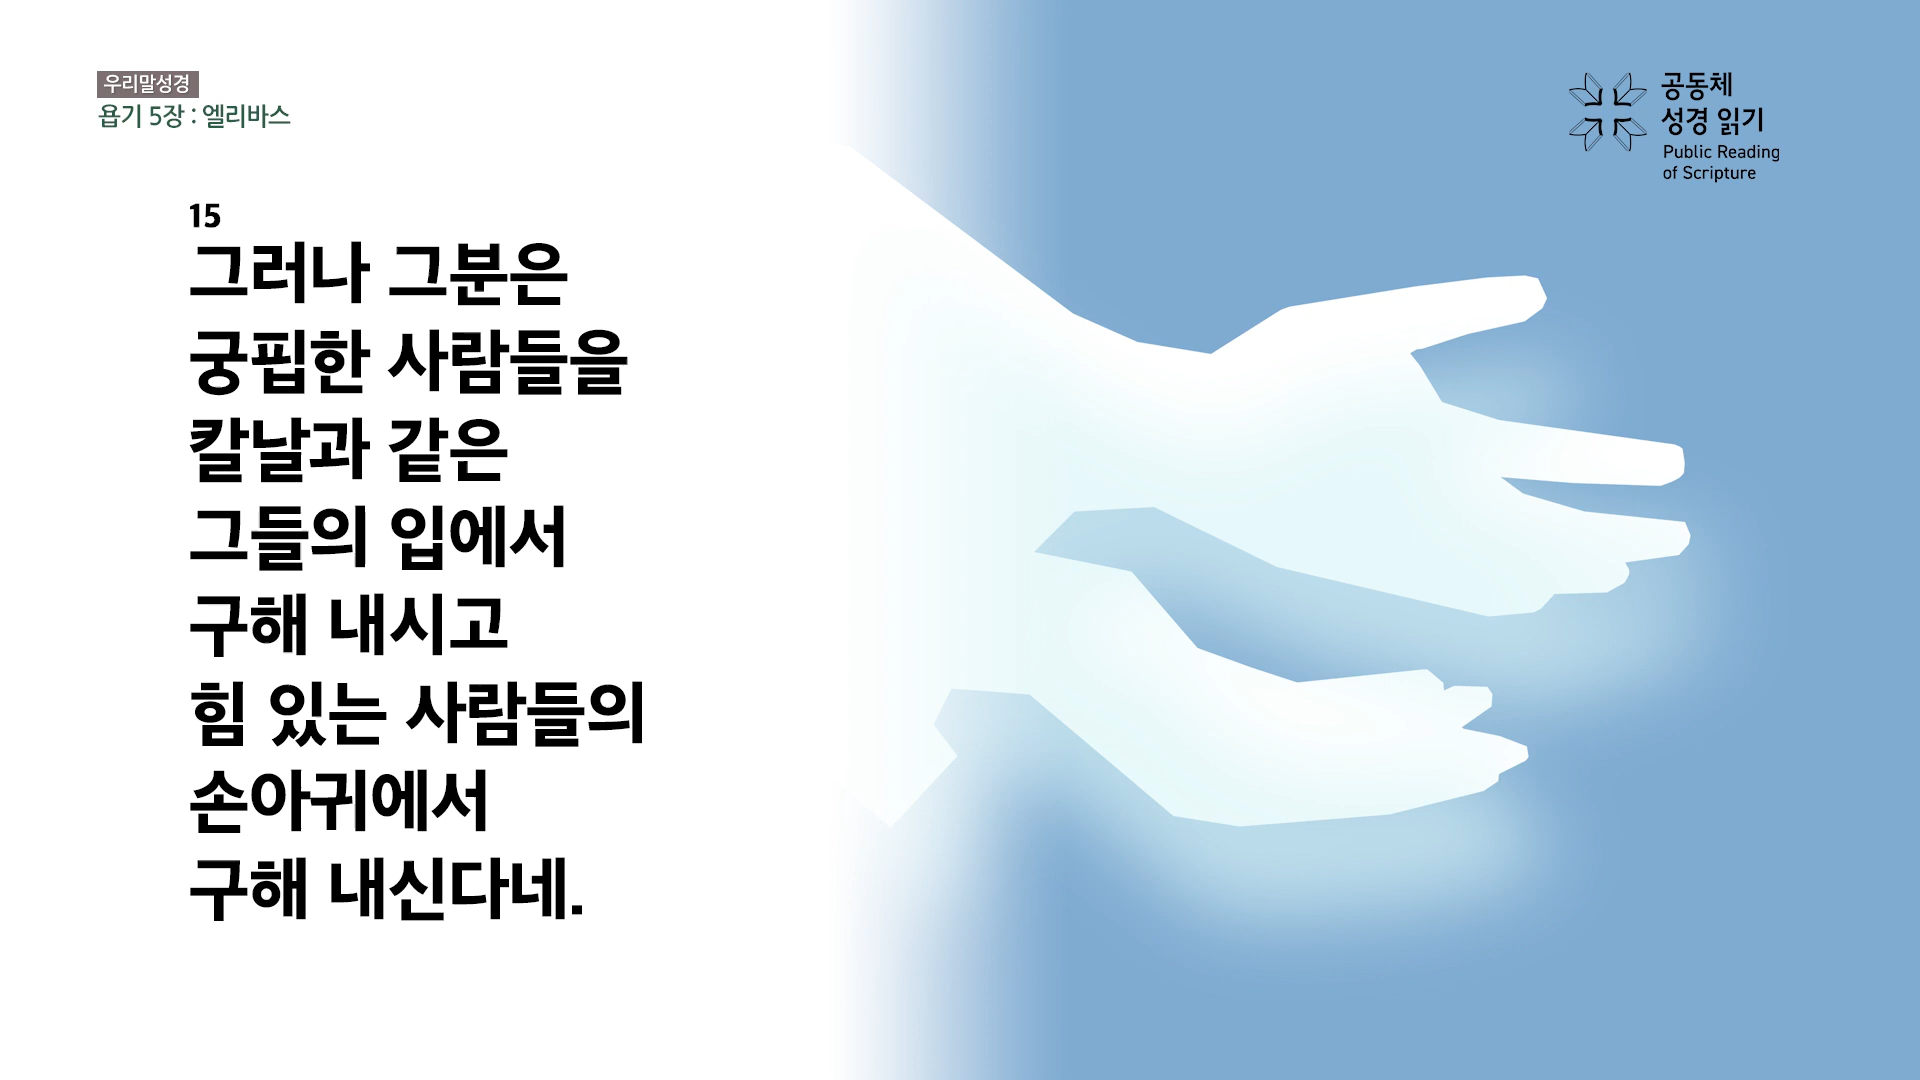 우리말성경
욥기 5장 : 엘리바스
공동체
성경 읽기
Public Reading
of Scripture
15
그러나 그분은
궁핍한 사람들을
칼날과 같은
그들의 입에서
구해 내시고
힘 있는 사람들의
손아귀에서
구해 내신다네.